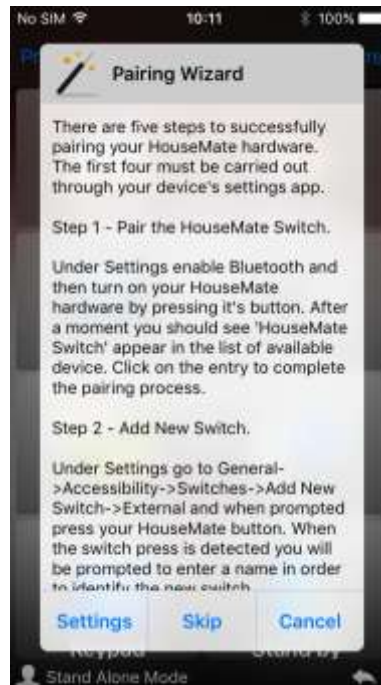 No SIM 10:11 100%
Pairing Wizard
There are five steps to successfully
pairing your HouseMate hardware.
The first four must be carried out
through your device's settings app.
Step 1 - Pair the HouseMate Switch.
Under Settings enable Bluetooth and
then turn on your HouseMate
hardware by pressing it's button. After
a moment you should see 'HouseMate
Switch' appear in the list of available
device. Click on the entry to complete
the pairing process.
Step 2 - Add New Switch.
Under Settings go to General-
>Accessibility->Switches->Add New
Switch->External and when prompted
press your HouseMate button. When
the switch press is detected you will
be prompted to enter a name in order
to identify the new switch
Settings Skip Cancel
Keypad
Stand Alone Mode